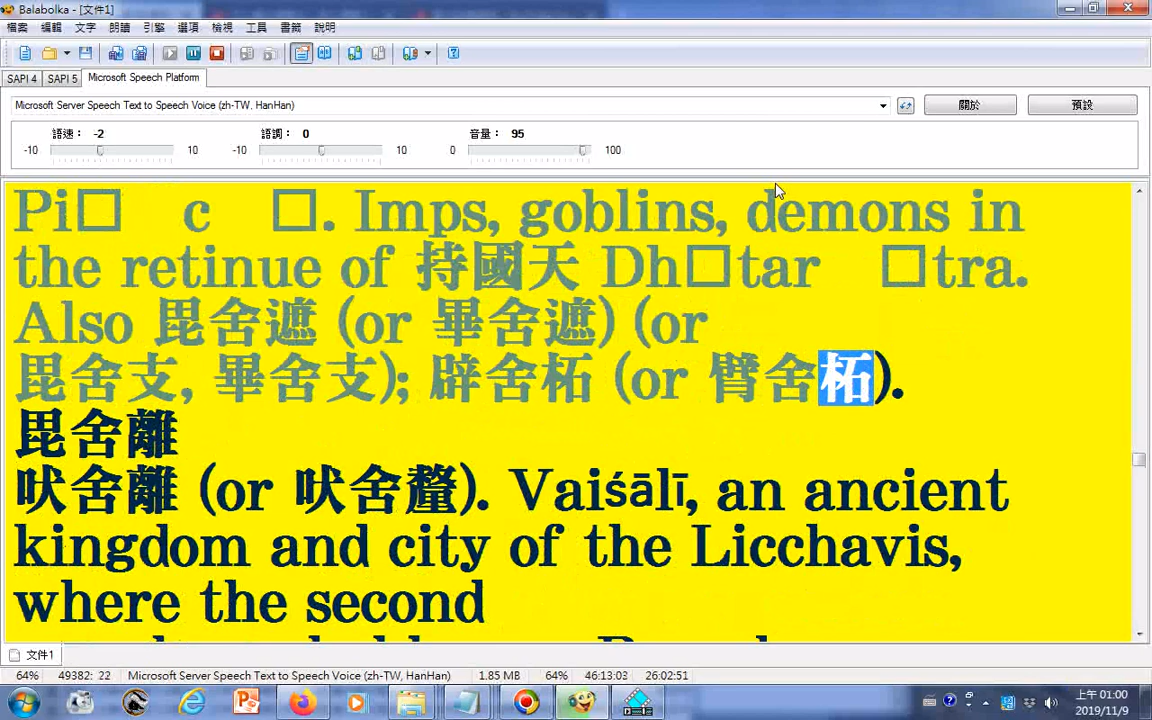 Balabolka - [文件1]
檔案 編輯 文字 朗讀 引擎 選項 檢視 工具 書籤 說明
SAPI 4 SAPI 5 Microsoft Speech Platform
Microsoft Server Speech Text to Speech Voice (zh-TW, HanHan) 關於 預設
語速： -2 語調： 0 音量： 95
-10 10 -10 10 0 100
Pi□ c □. Imps, goblins, demons in
the retinue of 持國天 Dh□tar □tra.
Also 毘舍遮 (or 畢舍遮) (or
毘舍支, 畢舍支); 辟舍柘 (or 臂舍柘).
毘舍離
吠舍離 (or 吠舍釐). Vaiśālī, an ancient
kingdom and city of the Licchavis,
where the second
文件1
64% 49382: 22 Microsoft Server Speech Text to Speech Voice (zh-TW, HanHan) 1.85 MB 64% 46:13:03 26:02:51
上午 01:00
2019/11/9